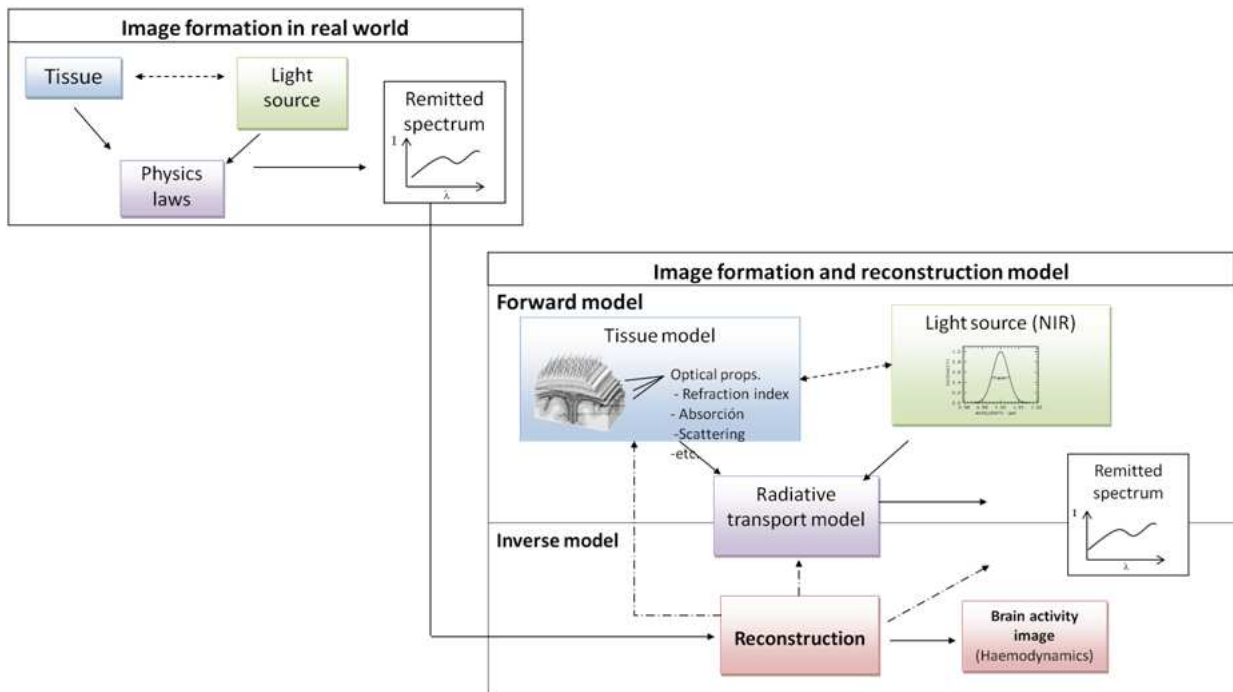 Image formation in real world
Tissue
Light
source
Physics
laws
Remitted
spectrum
I
λ
Image formation and reconstruction model
Forward model
Tissue model
Optical props.
- Refraction index
- Absorción
-Scattering
-etc.
Light source (NIR)
Radiative
transport model
Remitted
spectrum
I
λ
Inverse model
Reconstruction
Brain activity
image
(Haemodynamics)